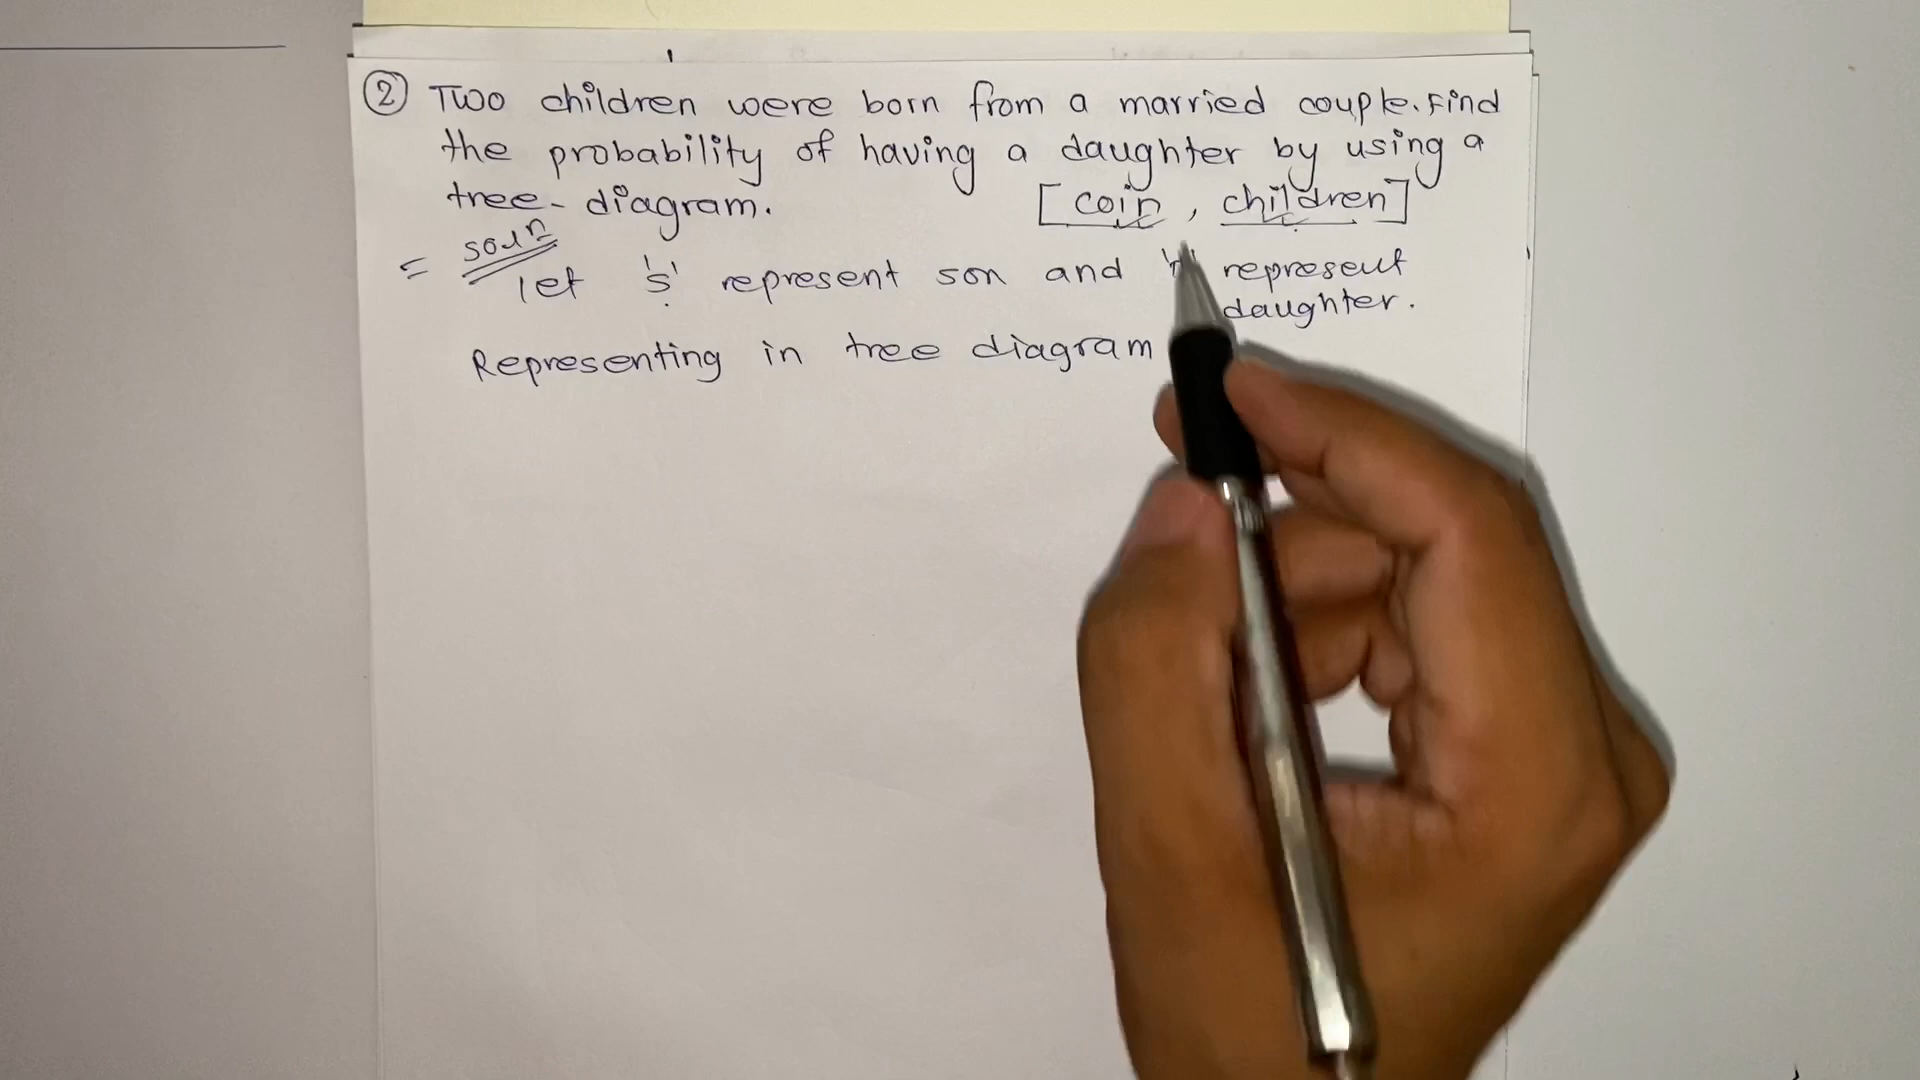 ② Two children were born from a married couple. Find
the probability of having a daughter by using a
tree-diagram. [coin, children]
= soln
let 's' represent son and represent
daughter.
Representing in tree diagram